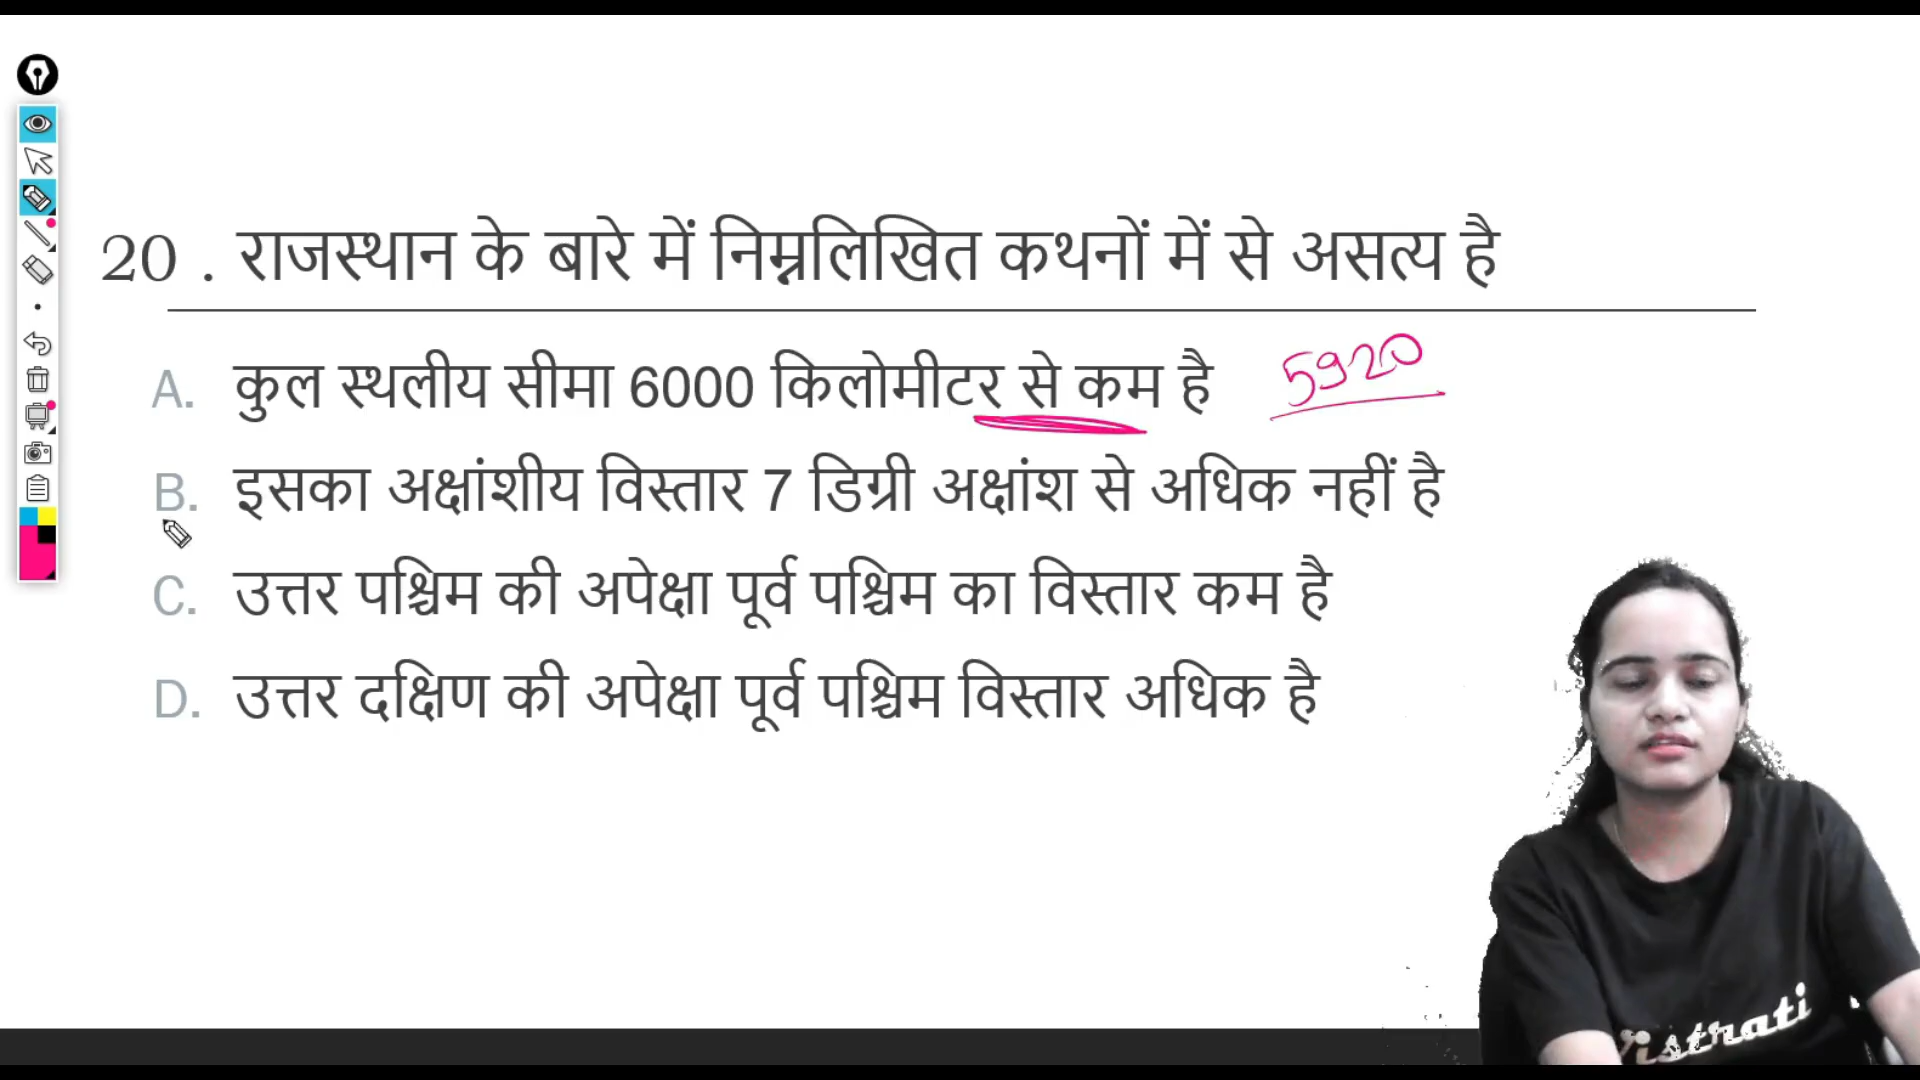 20 . राजस्थान के बारे में निम्नलिखित कथनों में से असत्य है
A. कुल स्थलीय सीमा 6000 किलोमीटर से कम है 5920
B. इसका अक्षांशीय विस्तार 7 डिग्री अक्षांश से अधिक नहीं है
C. उत्तर पश्चिम की अपेक्षा पूर्व पश्चिम का विस्तार कम है
D. उत्तर दक्षिण की अपेक्षा पूर्व पश्चिम विस्तार अधिक है